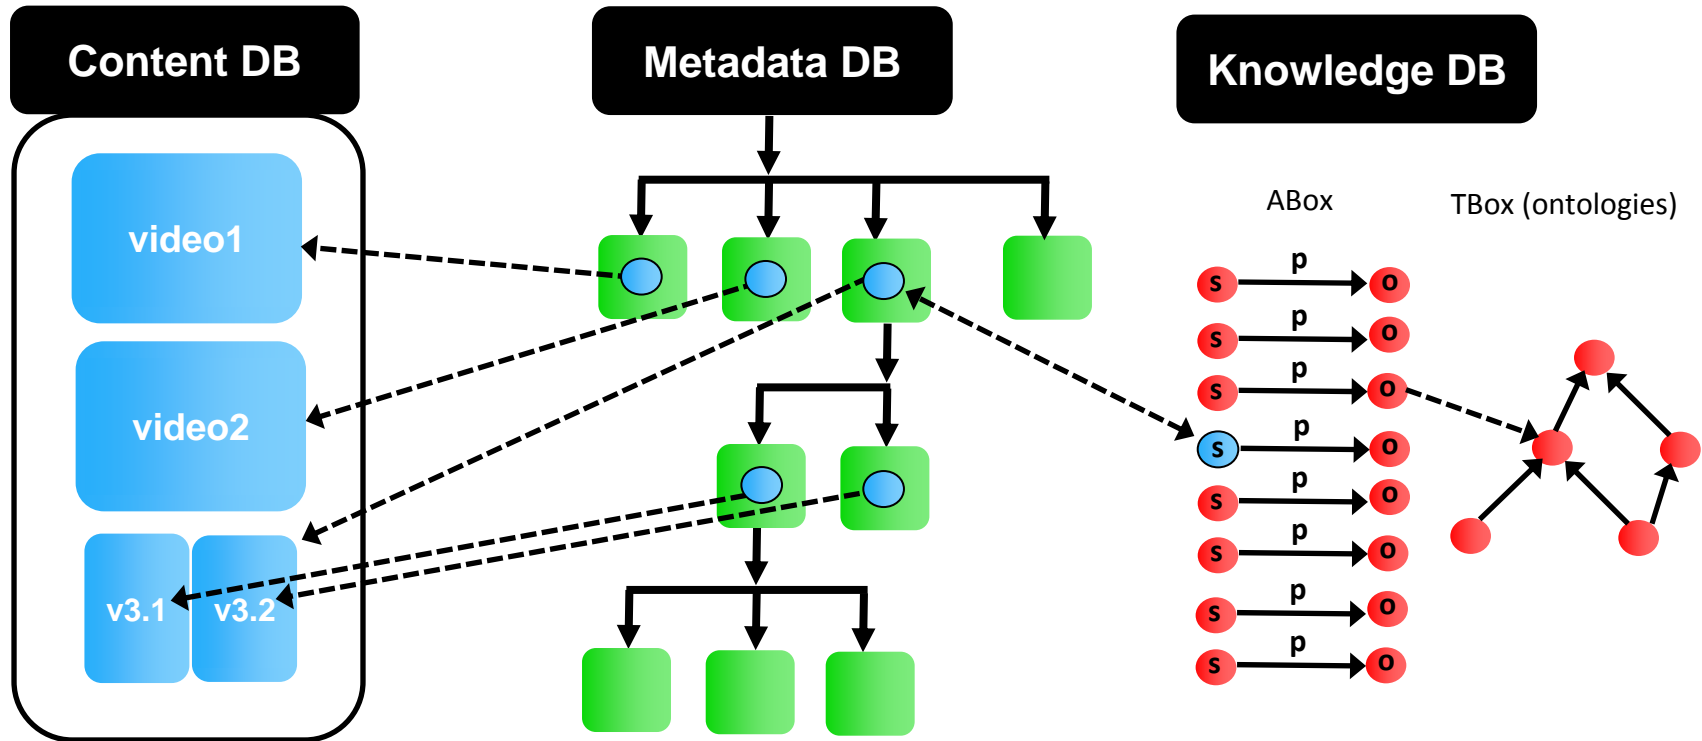 Content DB
Metadata DB
Knowledge DB
video1
video2
v3.1
v3.2
ABox
TBox (ontologies)
s p o
s p o
s p o
s p o
s p o
s p o
s p o
s p o